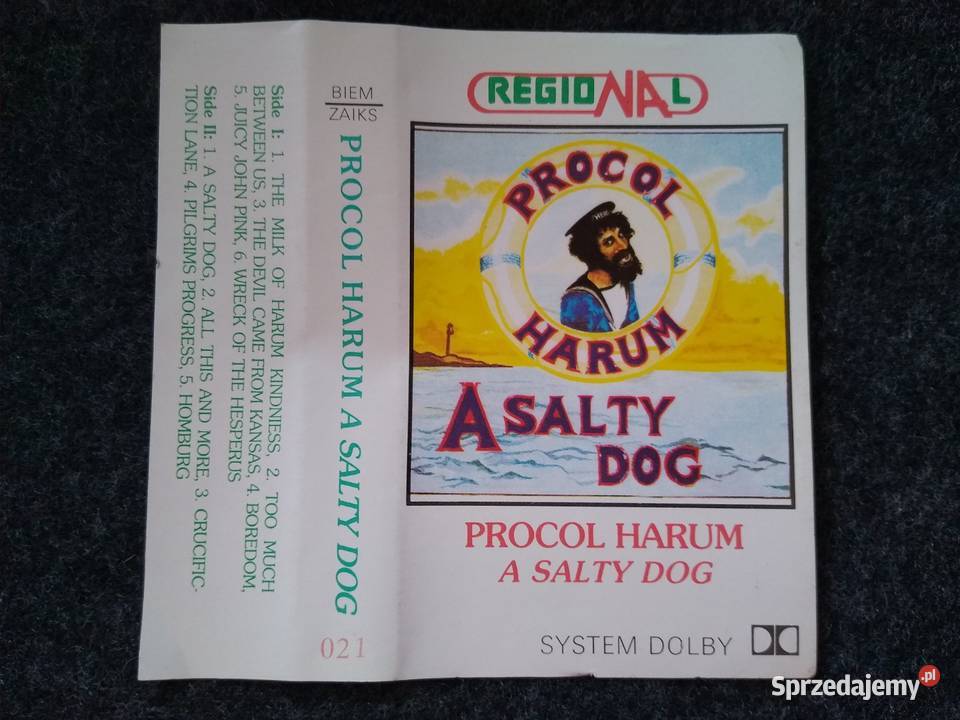 Side I: 1. THE MILK OF HARUM KINDNESS, 2. TOO MUCH
BETWEEN US, 3. THE DEVIL CAME FROM KANSAS, 4. BOREDOM,
5. JUICY JOHN PINK, 6. WRECK OF THE HESPERUS
Side II: 1. A SALTY DOG, 2. ALL THIS AND MORE, 3. CRUCIFIC-
TION LANE, 4. PILGRIMS PROGRESS, 5. HOMBURG
BIEM
ZAIKS
PROCOL HARUM A SALTY DOG
021
REGIONAL
PROCOL
HARUM
A SALTY
DOG
PROCOL HARUM
A SALTY DOG
SYSTEM DOLBY
Sprzedajemy.pl